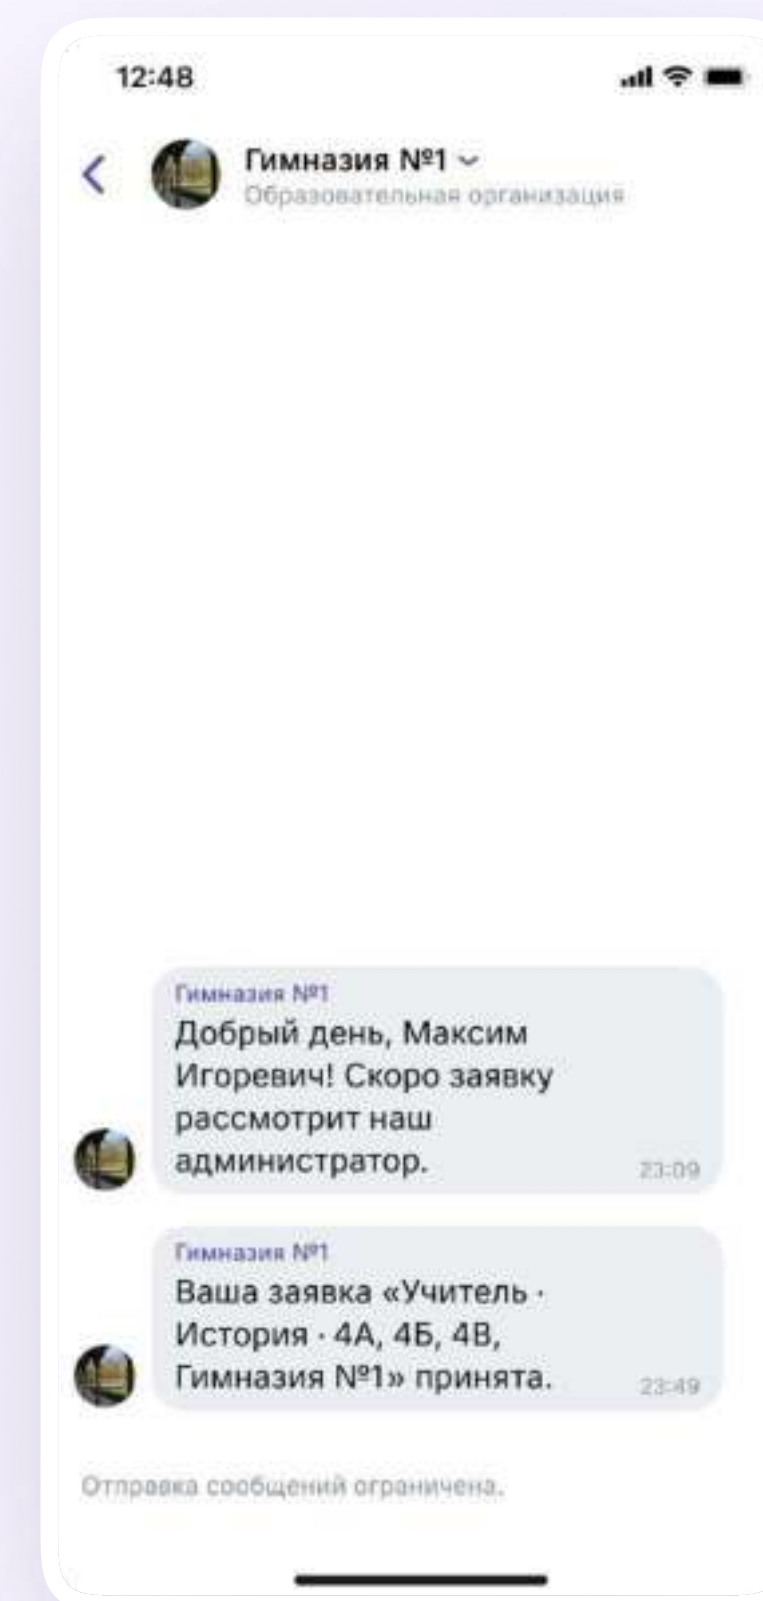 12:48
Гимназия №1
Образовательная организация
Гимназия №1
Добрый день, Максим
Игоревич! Скоро заявку
рассмотрит наш
администратор.
23:09
Гимназия №1
Ваша заявка «Учитель ·
История · 4А, 4Б, 4В,
Гимназия №1» принята.
23:49
Отправка сообщений ограничена.